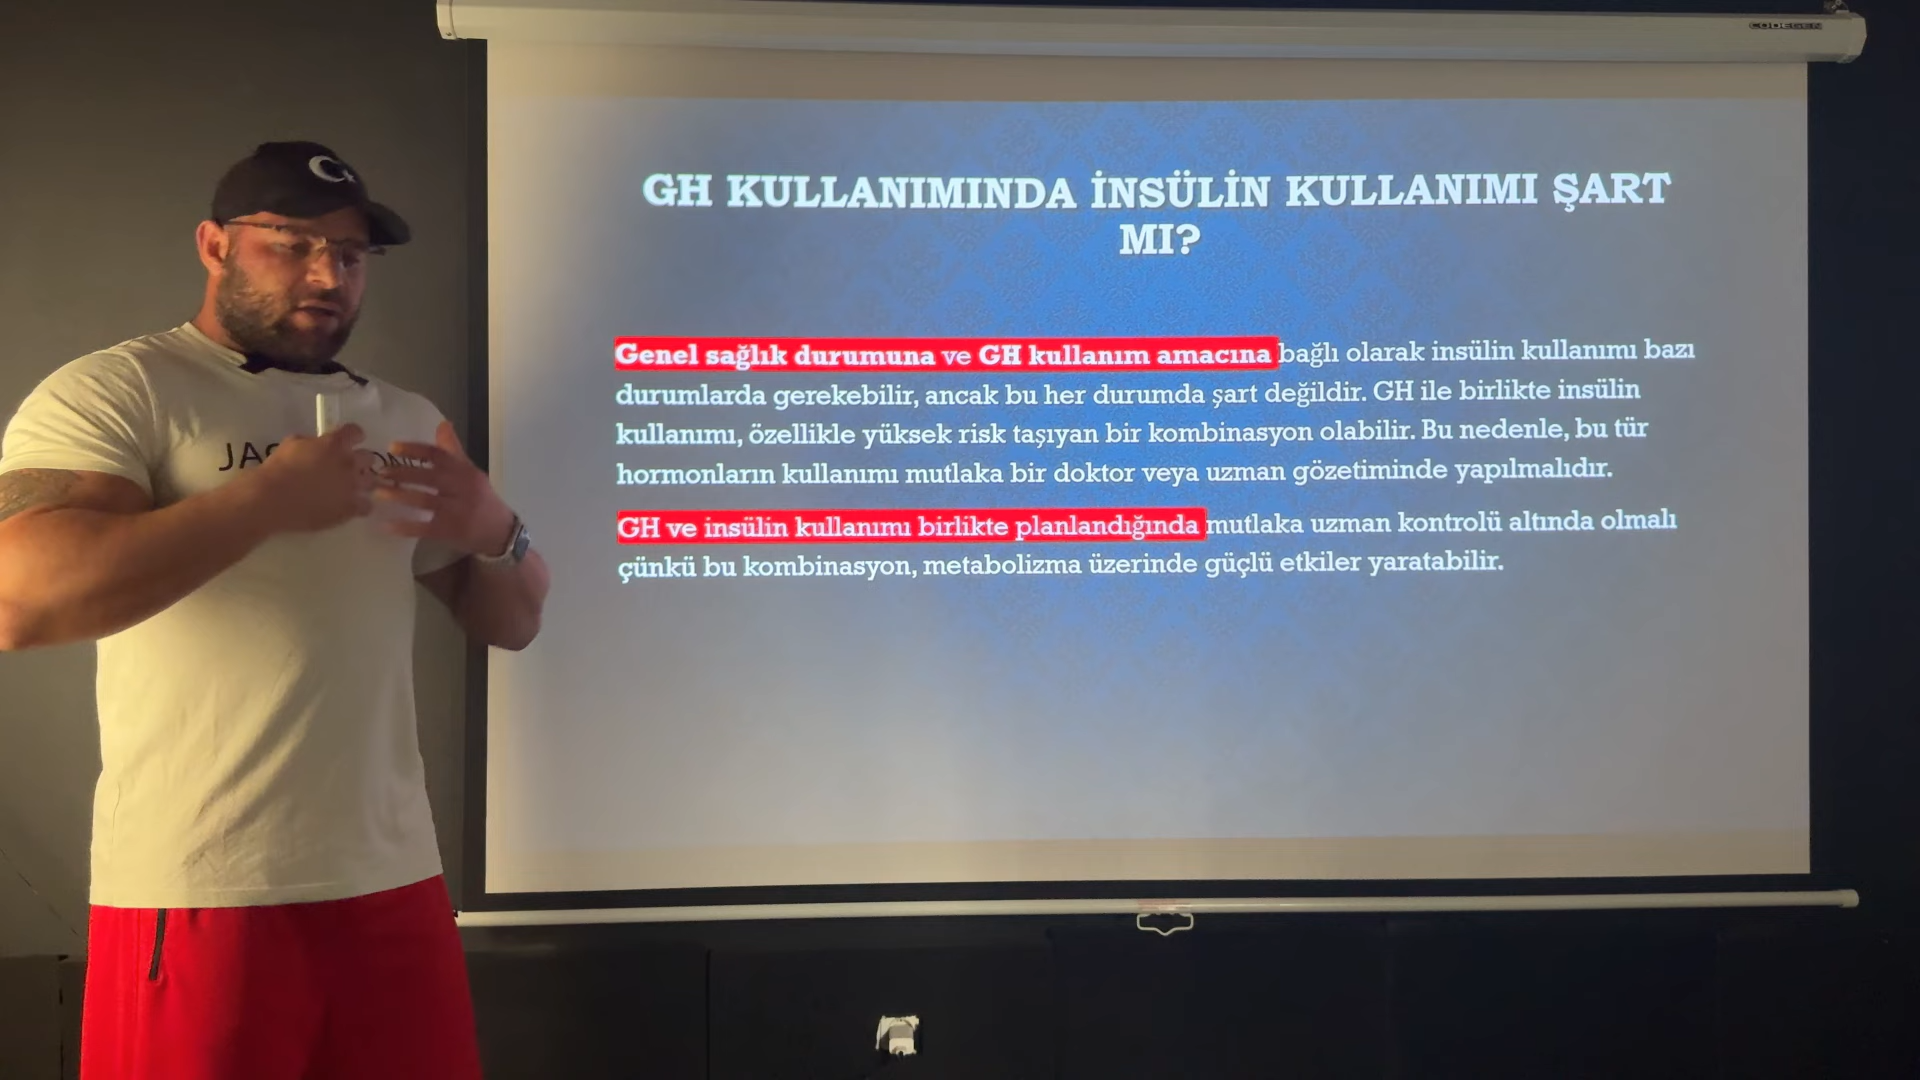 CODEGEN
GH KULLANIMINDA İNSÜLİN KULLANIMI ŞART
MI?
Genel sağlık durumuna ve GH kullanım amacına bağlı olarak insülin kullanımı bazı
durumlarda gerekebilir, ancak bu her durumda şart değildir. GH ile birlikte insülin
kullanımı, özellikle yüksek risk taşıyan bir kombinasyon olabilir. Bu nedenle, bu tür
hormonların kullanımı mutlaka bir doktor veya uzman gözetiminde yapılmalıdır.
GH ve insülin kullanımı birlikte planlandığında mutlaka uzman kontrolü altında olmalı
çünkü bu kombinasyon, metabolizma üzerinde güçlü etkiler yaratabilir.